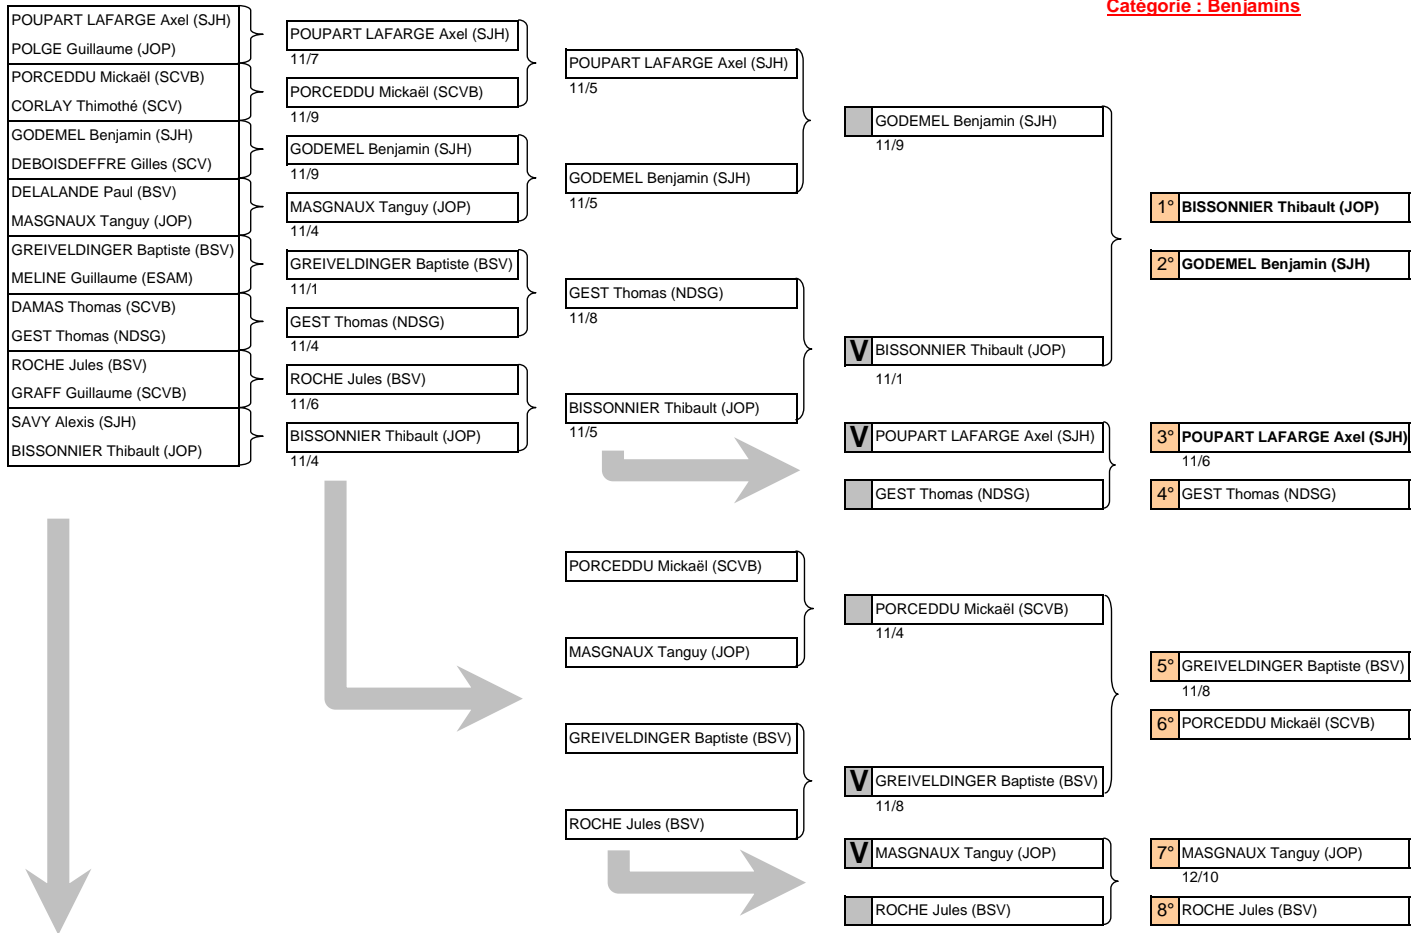 Catégorie : Benjamins
POUPART LAFARGE Axel (SJH)
POLGE Guillaume (JOP)
PORCEDDU Mickaël (SCVB)
CORLAY Thimothé (SCV)
GODEMEL Benjamin (SJH)
DEBOISDEFFRE Gilles (SCV)
DELALANDE Paul (BSV)
MASGNAUX Tanguy (JOP)
GREIVELDINGER Baptiste (BSV)
MELINE Guillaume (ESAM)
DAMAS Thomas (SCVB)
GEST Thomas (NDSG)
ROCHE Jules (BSV)
GRAFF Guillaume (SCVB)
SAVY Alexis (SJH)
BISSONNIER Thibault (JOP)
POUPART LAFARGE Axel (SJH)
11/7
PORCEDDU Mickaël (SCVB)
11/9
GODEMEL Benjamin (SJH)
11/9
MASGNAUX Tanguy (JOP)
11/4
GREIVELDINGER Baptiste (BSV)
11/1
GEST Thomas (NDSG)
11/4
ROCHE Jules (BSV)
11/6
BISSONNIER Thibault (JOP)
11/4
POUPART LAFARGE Axel (SJH)
11/5
GODEMEL Benjamin (SJH)
11/5
GEST Thomas (NDSG)
11/8
BISSONNIER Thibault (JOP)
11/5
PORCEDDU Mickaël (SCVB)
MASGNAUX Tanguy (JOP)
GREIVELDINGER Baptiste (BSV)
ROCHE Jules (BSV)
GODEMEL Benjamin (SJH)
11/9
V BISSONNIER Thibault (JOP)
11/1
V POUPART LAFARGE Axel (SJH)
GEST Thomas (NDSG)
PORCEDDU Mickaël (SCVB)
11/4
V GREIVELDINGER Baptiste (BSV)
11/8
V MASGNAUX Tanguy (JOP)
ROCHE Jules (BSV)
1° BISSONNIER Thibault (JOP)
2° GODEMEL Benjamin (SJH)
3° POUPART LAFARGE Axel (SJH)
11/6
4° GEST Thomas (NDSG)
5° GREIVELDINGER Baptiste (BSV)
11/8
6° PORCEDDU Mickaël (SCVB)
7° MASGNAUX Tanguy (JOP)
12/10
8° ROCHE Jules (BSV)